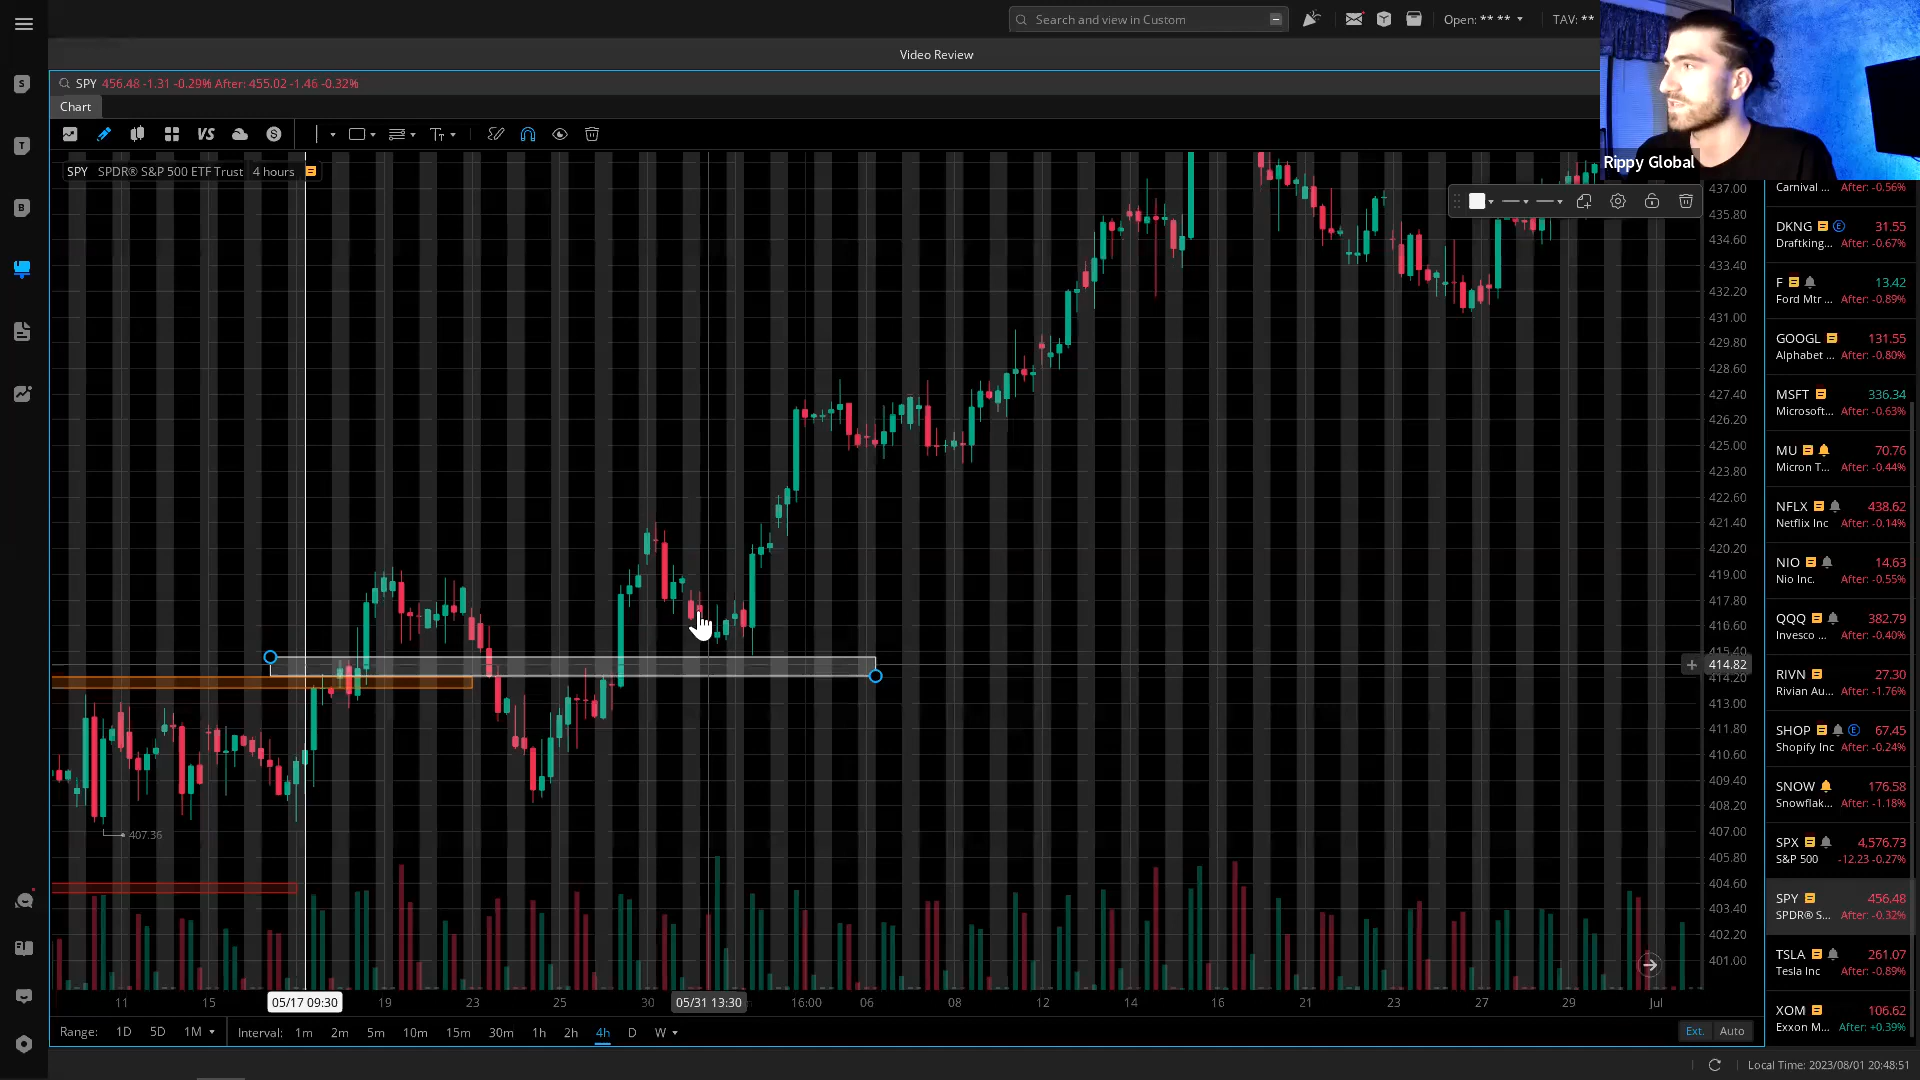 Search and view in Custom
Open: ** **
TAV: **
Video Review
SPY 456.48 -1.31 -0.29% After: 455.02 -1.46 -0.32%
Chart
VS
SPY SPDR® S&P 500 ETF Trust 4 hours
Rippy Global
S
T
B
437.00
435.80
434.60
433.40
432.20
431.00
429.80
428.60
427.40
426.20
425.00
423.80
422.60
421.40
420.20
419.00
417.80
416.60
415.40
414.82
414.20
413.00
411.80
410.60
409.40
408.20
407.00
405.80
404.60
403.40
402.20
401.00
407.36
Carnival ... After: -0.56%
DKNG E 31.55
Draftking... After: -0.67%
F 13.42
Ford Mtr ... After: -0.89%
GOOGL 131.55
Alphabet ... After: -0.80%
MSFT 336.34
Microsoft... After: -0.63%
MU 70.76
Micron T... After: -0.44%
NFLX 438.62
Netflix Inc After: -0.14%
NIO 14.63
Nio Inc. After: -0.55%
QQQ 382.79
Invesco ... After: -0.40%
RIVN 27.30
Rivian Au... After: -1.76%
SHOP E 67.45
Shopify Inc After: -0.24%
SNOW 176.58
Snowflak... After: -1.18%
SPX 4,576.73
S&P 500 -12.23 -0.27%
SPY 456.48
SPDR® S... After: -0.32%
TSLA 261.07
Tesla Inc After: -0.89%
XOM 106.62
Exxon M... After: +0.39%
11 15 05/17 09:30 19 23 25 30 05/31 13:30 16:00 06 08 12 14 16 21 23 27 29 Jul
Range: 1D 5D 1M Interval: 1m 2m 5m 10m 15m 30m 1h 2h 4h D W Ext. Auto
Local Time: 2023/08/01 20:48:51